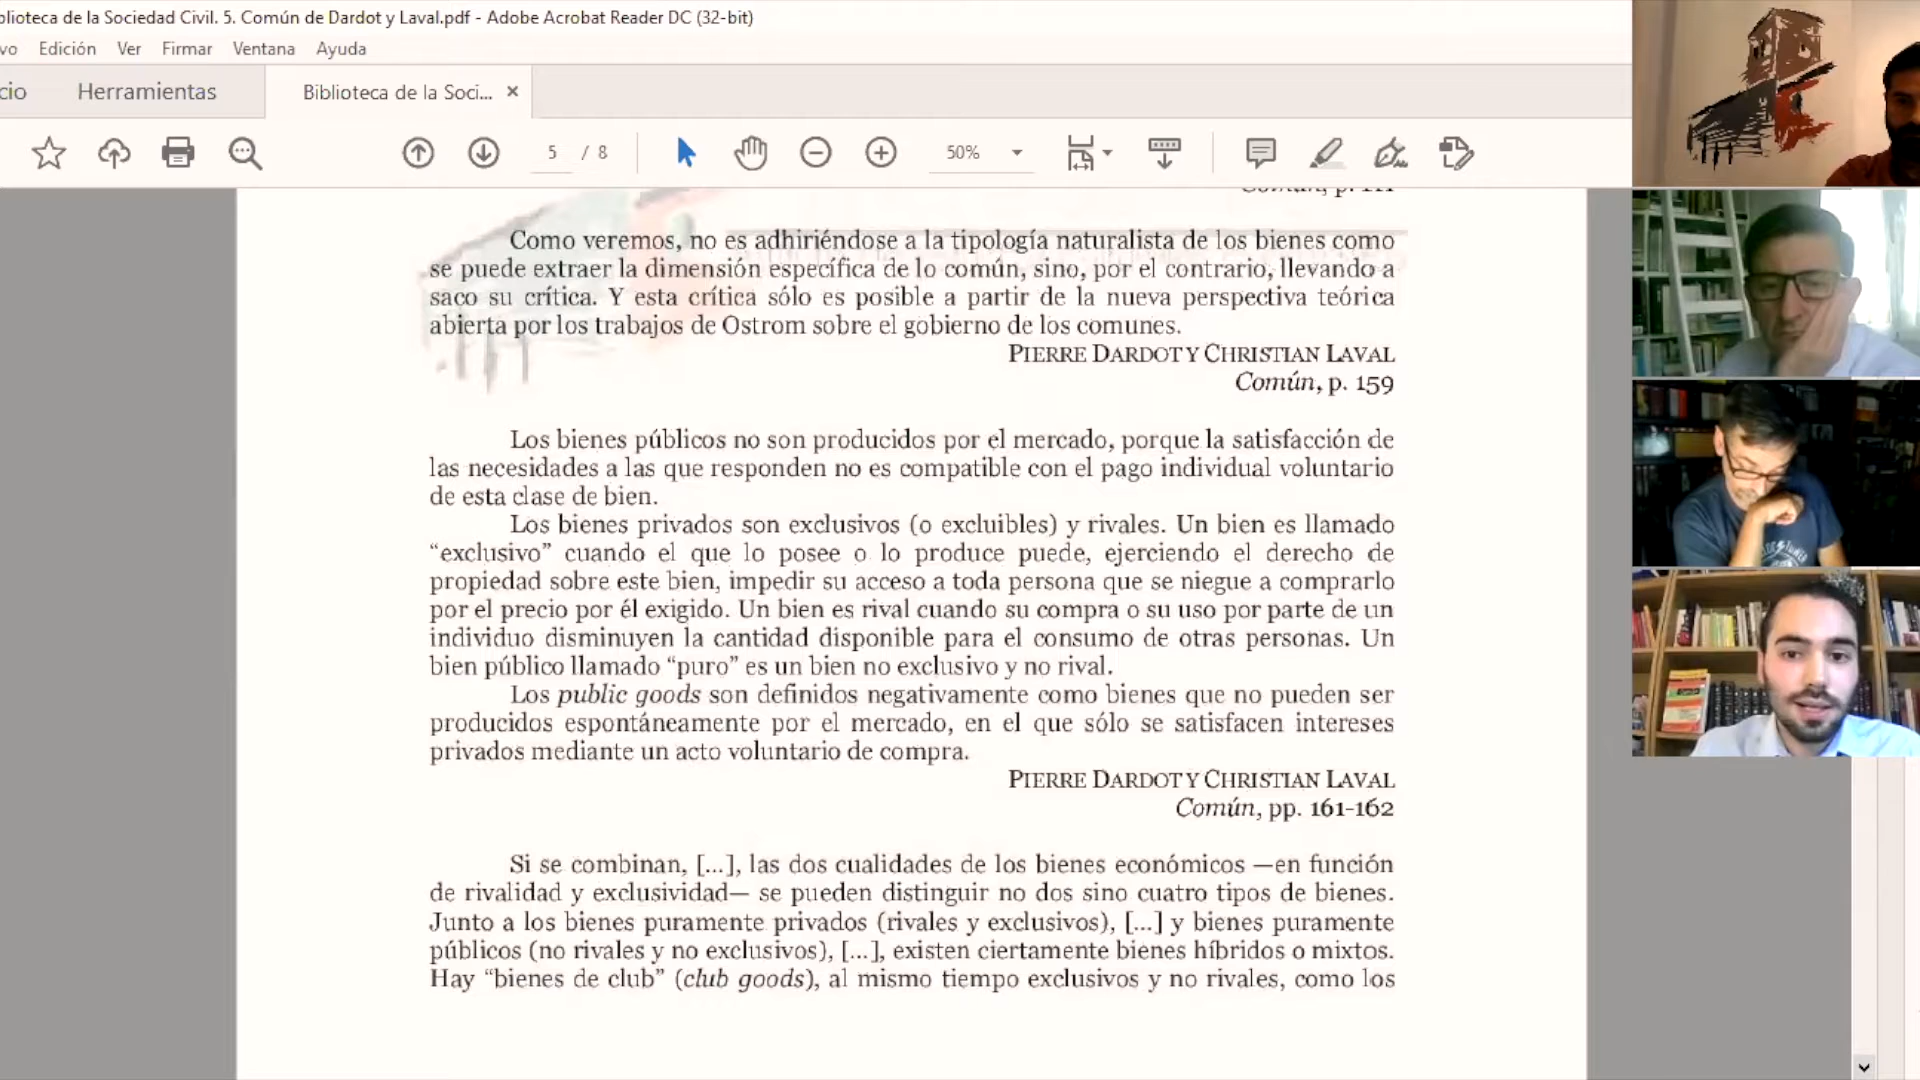 blioteca de la Sociedad Civil. 5. Común de Dardot y Laval.pdf - Adobe Acrobat Reader DC (32-bit)
vo Edición Ver Firmar Ventana Ayuda
cio Herramientas Biblioteca de la Soci... ×
5 / 8 50%
Común, p. 111
Como veremos, no es adhiriéndose a la tipología naturalista de los bienes como
se puede extraer la dimensión específica de lo común, sino, por el contrario, llevando a
saco su crítica. Y esta crítica sólo es posible a partir de la nueva perspectiva teórica
abierta por los trabajos de Ostrom sobre el gobierno de los comunes.
PIERRE DARDOT Y CHRISTIAN LAVAL
Común, p. 159
Los bienes públicos no son producidos por el mercado, porque la satisfacción de
las necesidades a las que responden no es compatible con el pago individual voluntario
de esta clase de bien.
Los bienes privados son exclusivos (o excluibles) y rivales. Un bien es llamado
“exclusivo” cuando el que lo posee o lo produce puede, ejerciendo el derecho de
propiedad sobre este bien, impedir su acceso a toda persona que se niegue a comprarlo
por el precio por él exigido. Un bien es rival cuando su compra o su uso por parte de un
individuo disminuyen la cantidad disponible para el consumo de otras personas. Un
bien público llamado “puro” es un bien no exclusivo y no rival.
Los public goods son definidos negativamente como bienes que no pueden ser
producidos espontáneamente por el mercado, en el que sólo se satisfacen intereses
privados mediante un acto voluntario de compra.
PIERRE DARDOT Y CHRISTIAN LAVAL
Común, pp. 161-162
Si se combinan, [...], las dos cualidades de los bienes económicos —en función
de rivalidad y exclusividad— se pueden distinguir no dos sino cuatro tipos de bienes.
Junto a los bienes puramente privados (rivales y exclusivos), [...] y bienes puramente
públicos (no rivales y no exclusivos), [...], existen ciertamente bienes híbridos o mixtos.
Hay “bienes de club” (club goods), al mismo tiempo exclusivos y no rivales, como los